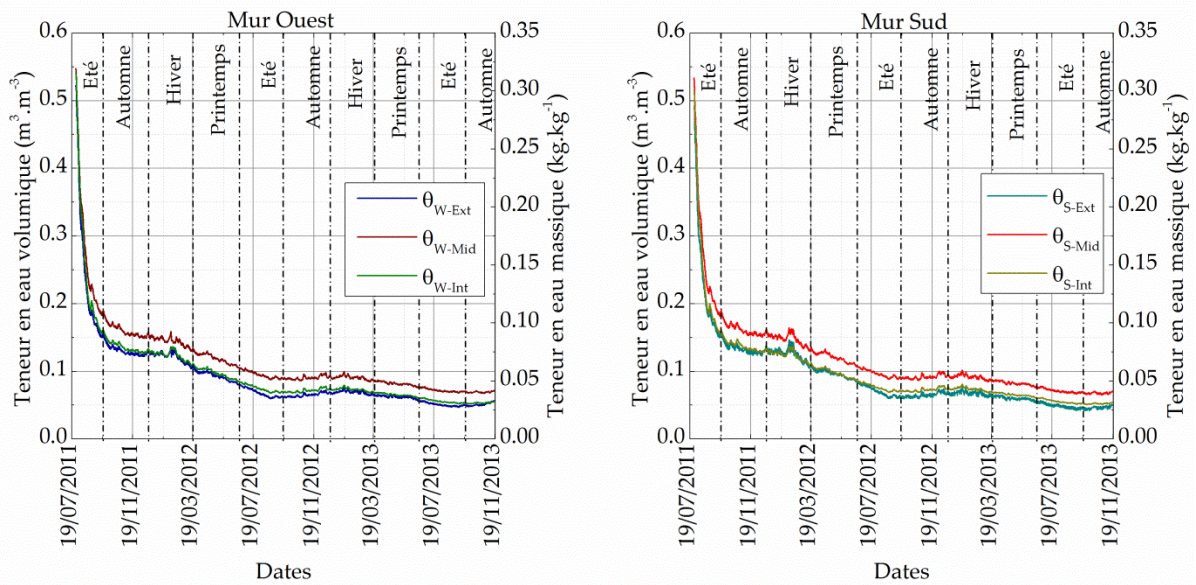 Mur Ouest
Teneur en eau volumique (m³.m⁻³)
0.6
0.5
0.4
0.3
0.2
0.1
0.0
Eté
Automne
Hiver
Printemps
Eté
Automne
Hiver
Printemps
Eté
Automne
θW-Ext
θW-Mid
θW-Int
0.35
0.30
0.25
0.20
0.15
0.10
0.05
0.00
Teneur en eau massique (kg.kg⁻¹)
19/07/2011
19/11/2011
19/03/2012
19/07/2012
19/11/2012
19/03/2013
19/07/2013
19/11/2013
Dates
Mur Sud
Teneur en eau volumique (m³.m⁻³)
0.6
0.5
0.4
0.3
0.2
0.1
0.0
Eté
Automne
Hiver
Printemps
Eté
Automne
Hiver
Printemps
Eté
Automne
θS-Ext
θS-Mid
θS-Int
0.35
0.30
0.25
0.20
0.15
0.10
0.05
0.00
Teneur en eau massique (kg.kg⁻¹)
19/07/2011
19/11/2011
19/03/2012
19/07/2012
19/11/2012
19/03/2013
19/07/2013
19/11/2013
Dates